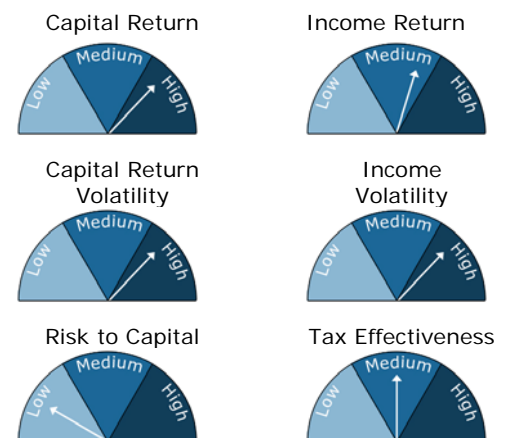 Capital Return
Income Return
Low Medium High
Low Medium High
Capital Return
Volatility
Income
Volatility
Low Medium High
Low Medium High
Risk to Capital
Tax Effectiveness
Low Medium High
Low Medium High